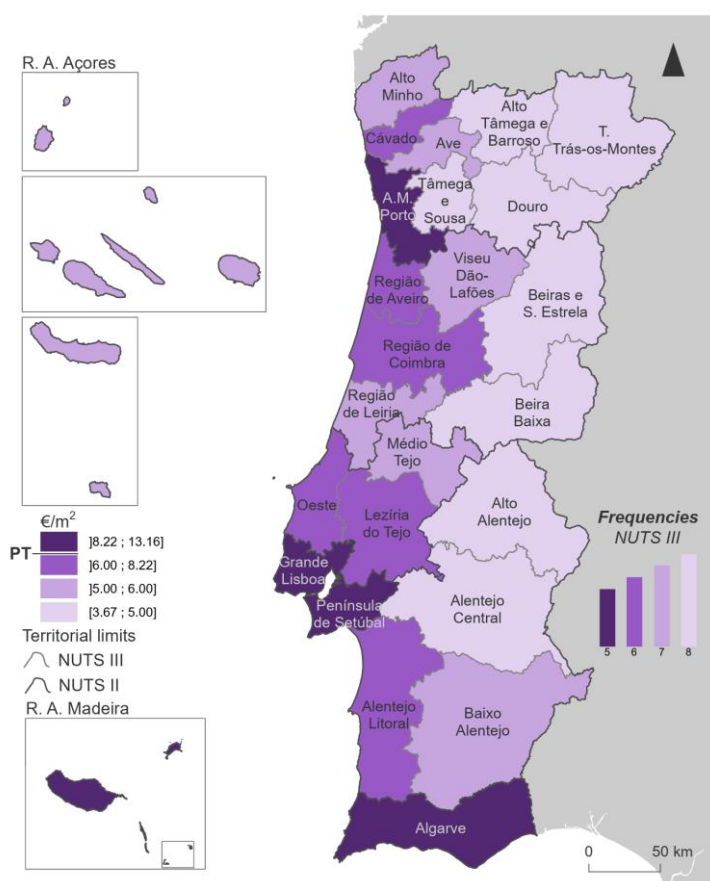 R. A. Açores
Alto
Minho
Cávado
Ave
Alto
Tâmega e
Barroso
T.
Trás-os-Montes
A.M.
Porto
Tâmega
e
Sousa
Douro
Região
de Aveiro
Viseu
Dão-
Lafões
Beiras e
S. Estrela
Região de
Coimbra
Região
de Leiria
Beira
Baixa
Médio
Tejo
Oeste
Lezíria
do Tejo
Alto
Alentejo
Grande
Lisboa
Península
de Setúbal
Alentejo
Central
Alentejo
Litoral
Baixo
Alentejo
Algarve
€/m²
PT
]8.22 ; 13.16]
]6.00 ; 8.22]
]5.00 ; 6.00]
[3.67 ; 5.00]
Territorial limits
NUTS III
NUTS II
R. A. Madeira
Frequencies
NUTS III
5 6 7 8
0 50 km